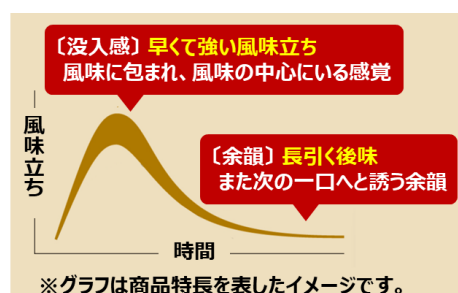 〔没入感〕早くて強い風味立ち
風味に包まれ、風味の中心にいる感覚
風味立ち
〔余韻〕長引く後味
また次の一口へと誘う余韻
時間
※グラフは商品特長を表したイメージです。